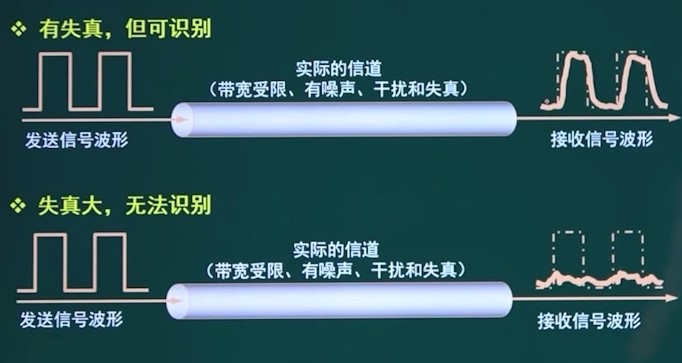 ❖ 有失真，但可识别
实际的信道
（带宽受限、有噪声、干扰和失真）
发送信号波形
接收信号波形
❖ 失真大，无法识别
实际的信道
（带宽受限、有噪声、干扰和失真）
发送信号波形
接收信号波形